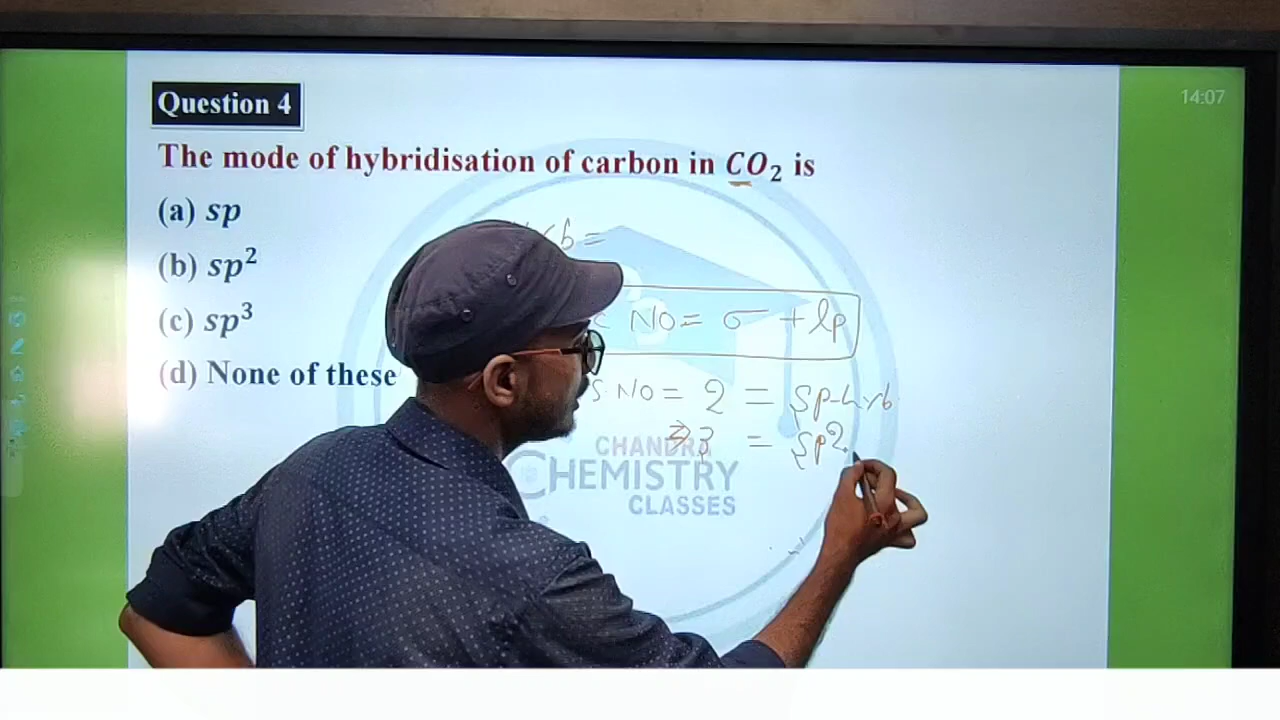 14:07
Question 4
The mode of hybridisation of carbon in CO₂ is
(a) sp
(b) sp²
(c) sp³
(d) None of these
NO = σ + lp
S. NO = 2 = sp-hyb
⇒ 3 = sp²
CHANDRA
CHEMISTRY
CLASSES